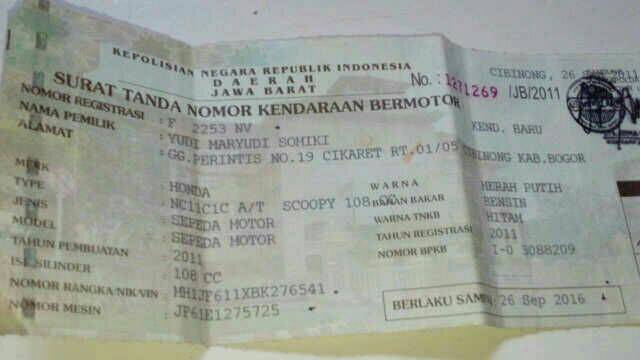 KEPOLISIAN NEGARA REPUBLIK INDONESIA
DAERAH
JAWA BARAT
SURAT TANDA NOMOR KENDARAAN BERMOTOR
No.: 1271269 /JB/2011
CIBINONG, 26
NOMOR REGISTRASI : F 2253 NV
KEND. BARU
NAMA PEMILIK : YUDI MARYUDI SOMIKI
ALAMAT : GG.PERINTIS NO.19 CIKARET RT.01/05 CIBINONG KAB.BOGOR
MERK : HONDA
TYPE : NC11C1C A/T SCOOPY 108 CC
JENIS : SEPEDA MOTOR
MODEL : SEPEDA MOTOR
TAHUN PEMBUATAN : 2011
ISI SILINDER : 108 CC
NOMOR RANGKA/NIK/VIN : MH1JF611XBK276541
NOMOR MESIN : JF61E1275725
WARNA : MERAH PUTIH
BAHAN BAKAR : BENSIN
WARNA TNKB : HITAM
TAHUN REGISTRASI : 2011
NOMOR BPKB : I-0 3088209
BERLAKU SAMPAI 26 Sep 2016